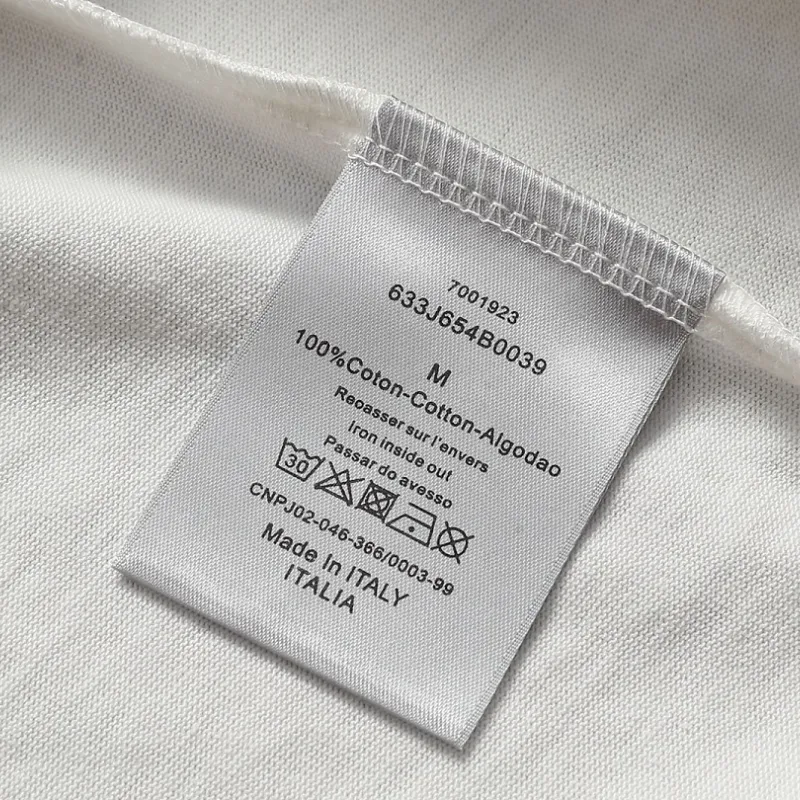 7001923
633J654B0039
M
100%Coton-Cotton-Algodao
Reoasser sur l'envers
Iron inside out
Passar do avesso
30
CNPJ02-046-366/0003-99
Made In ITALY
ITALIA